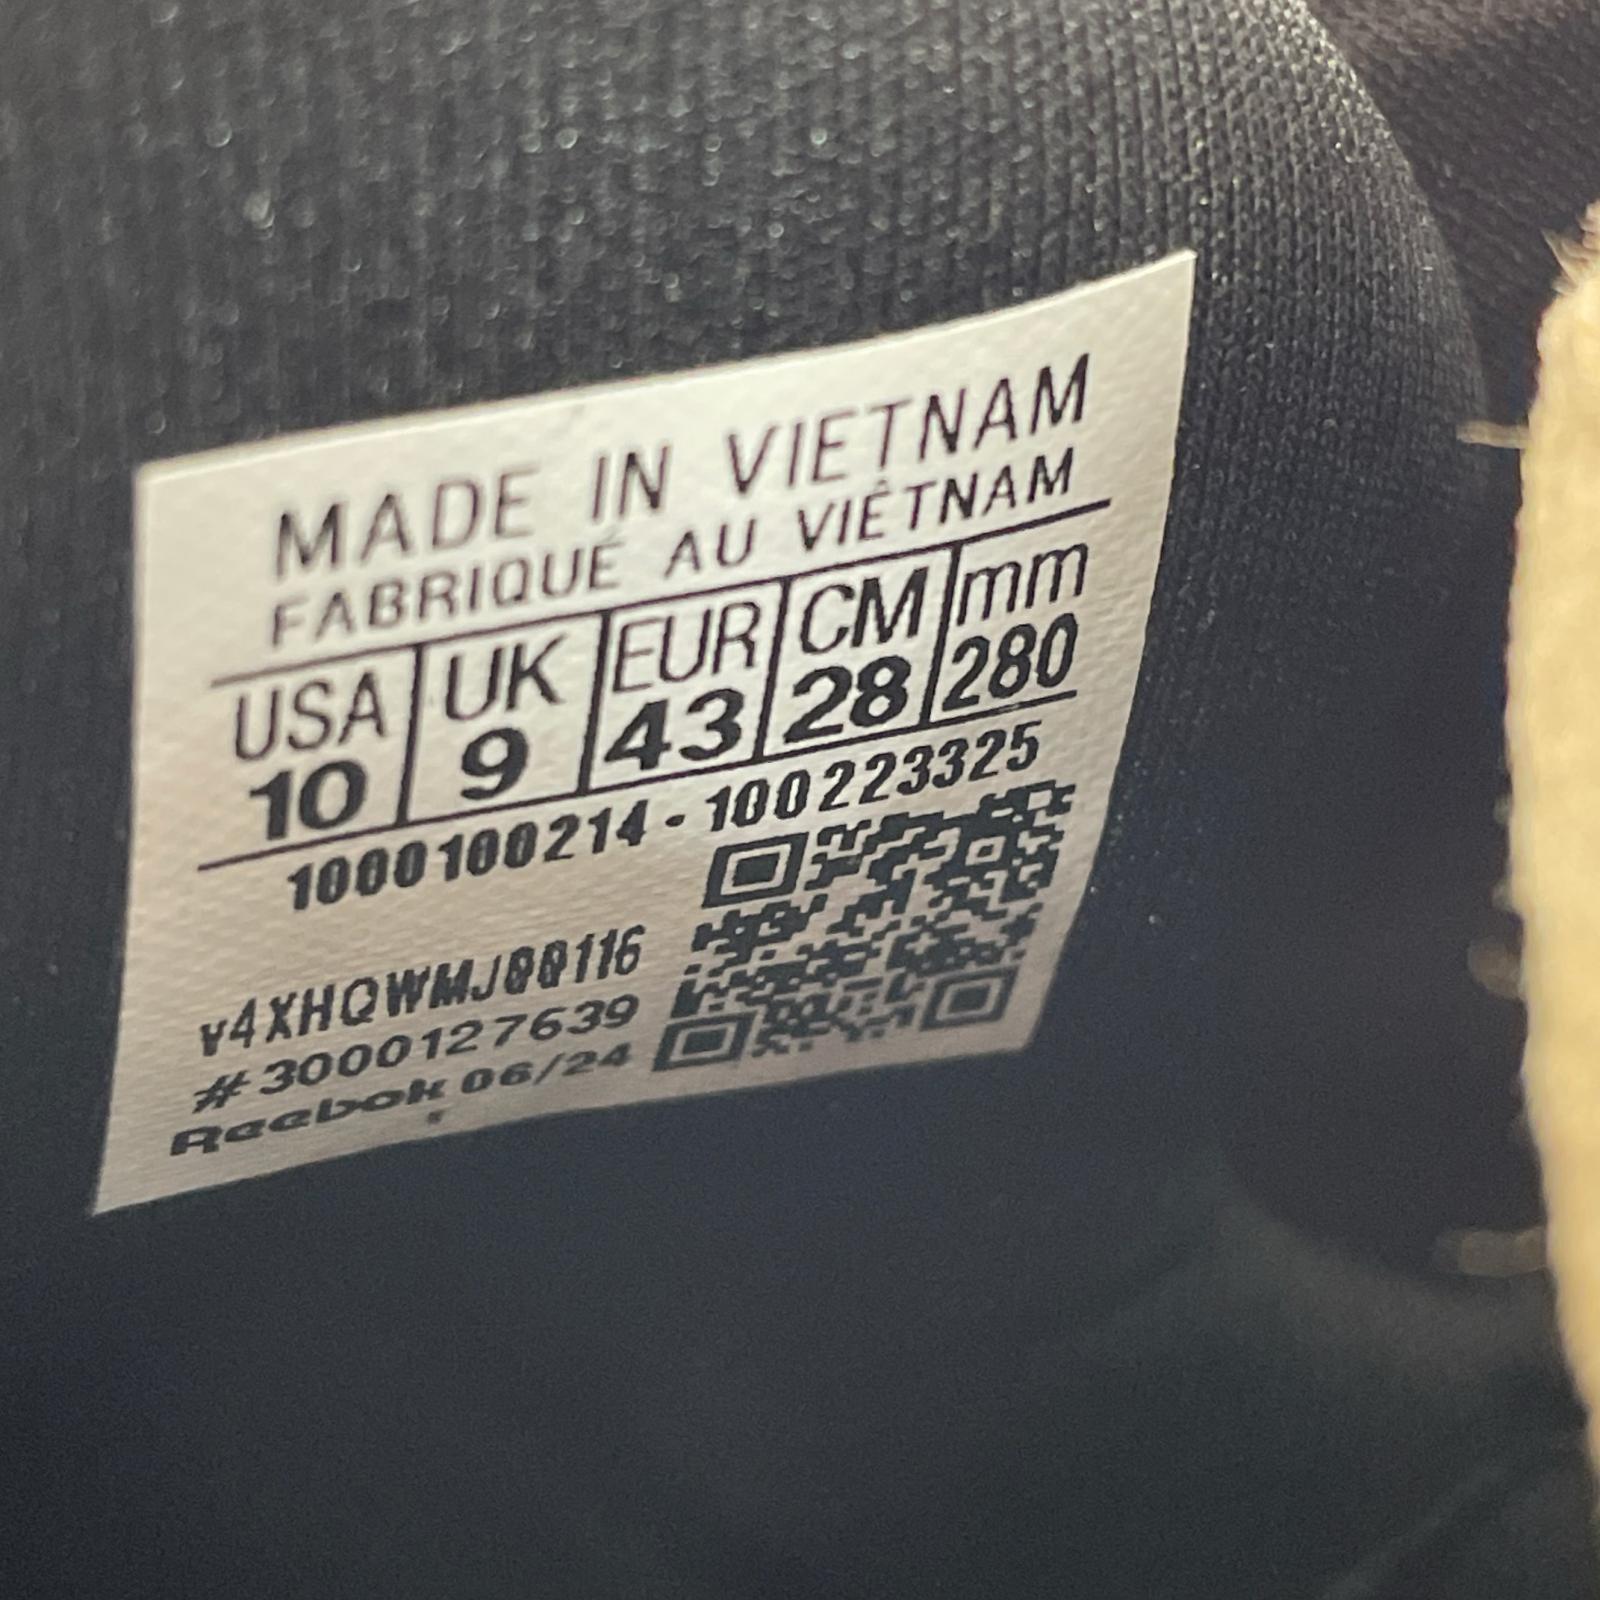 MADE IN VIETNAM
FABRIQUÉ AU VIÊTNAM
USA UK EUR CM mm
10 9 43 28 280
1000100214 - 100223325
v4XHQWMJ00116
#3000127639
Reebok 06/24